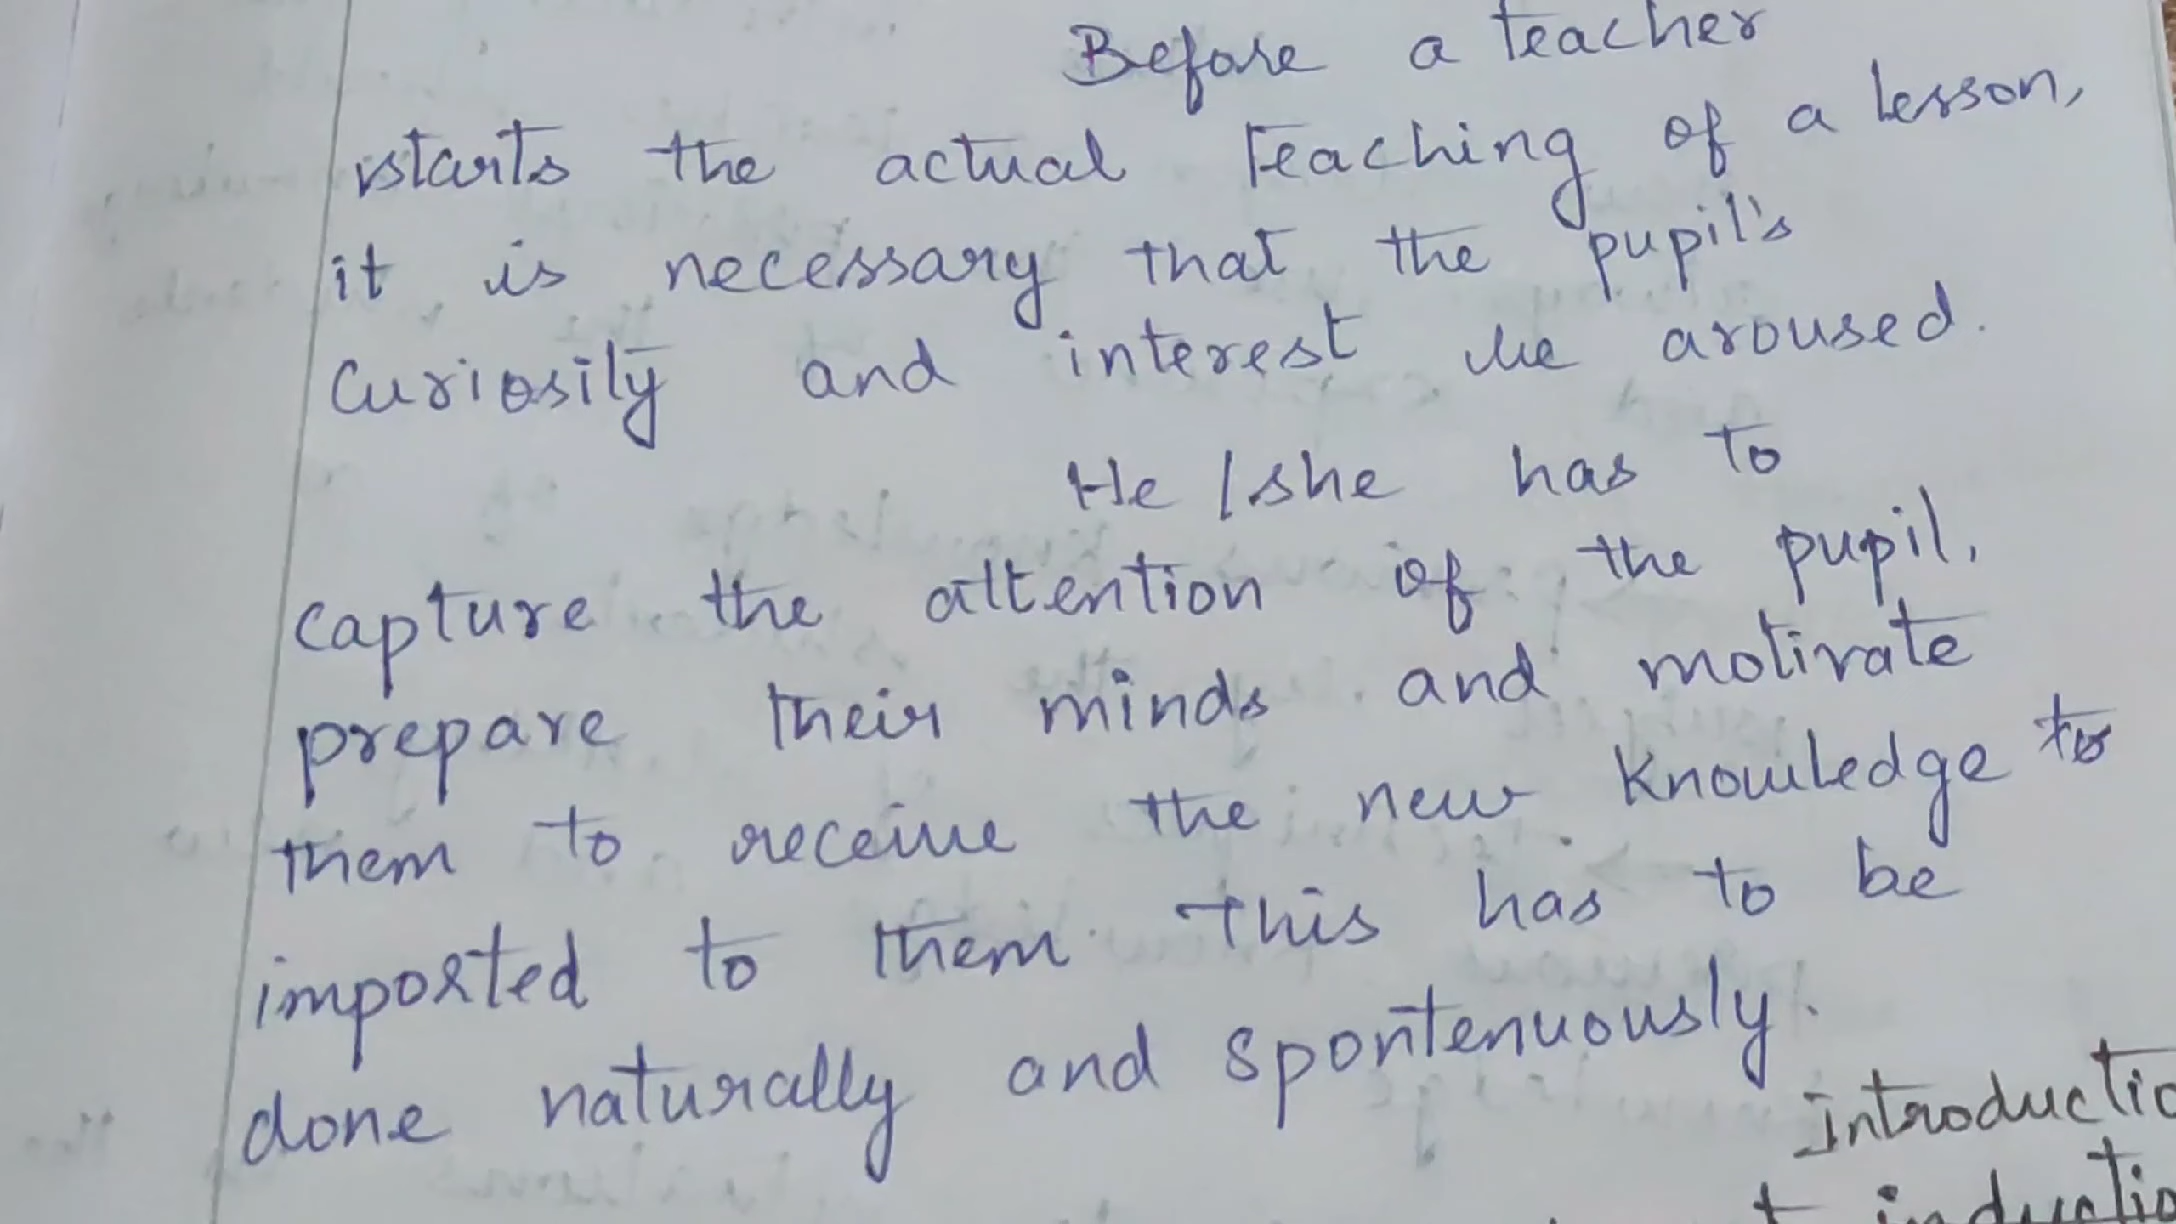 Before a teacher
starts the actual Teaching of a lesson,
it is necessary that the pupil's
Curiosity and interest be aroused.
He / she has to
capture the attention of the pupil,
prepare their minds and motivate
them to receive the new knowledge to
imported to them. This has to be
done naturally and spontenuously.
Introductio
t inductio